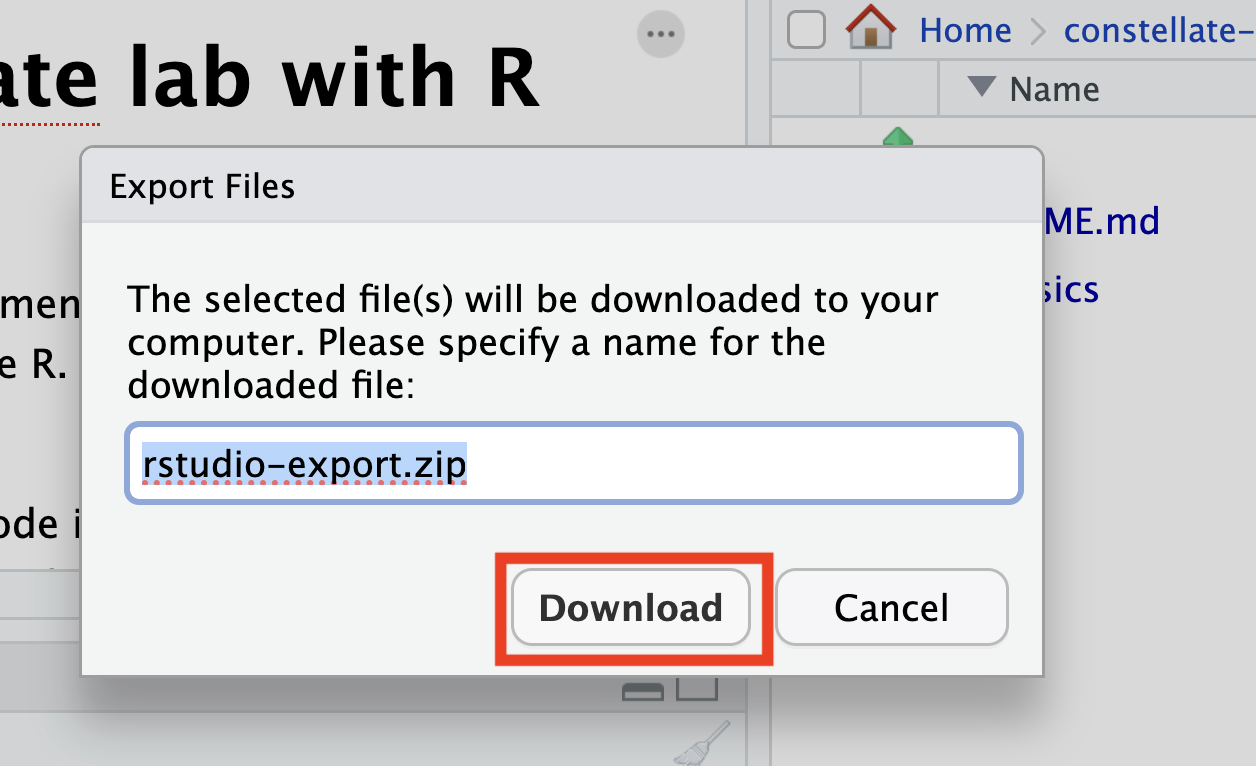 ate lab with R
Home
constellate-
Name
Export Files
ME.md
sics
The selected file(s) will be downloaded to your
computer. Please specify a name for the
downloaded file:
men
e R.
rstudio-export.zip
ode i
Download
Cancel